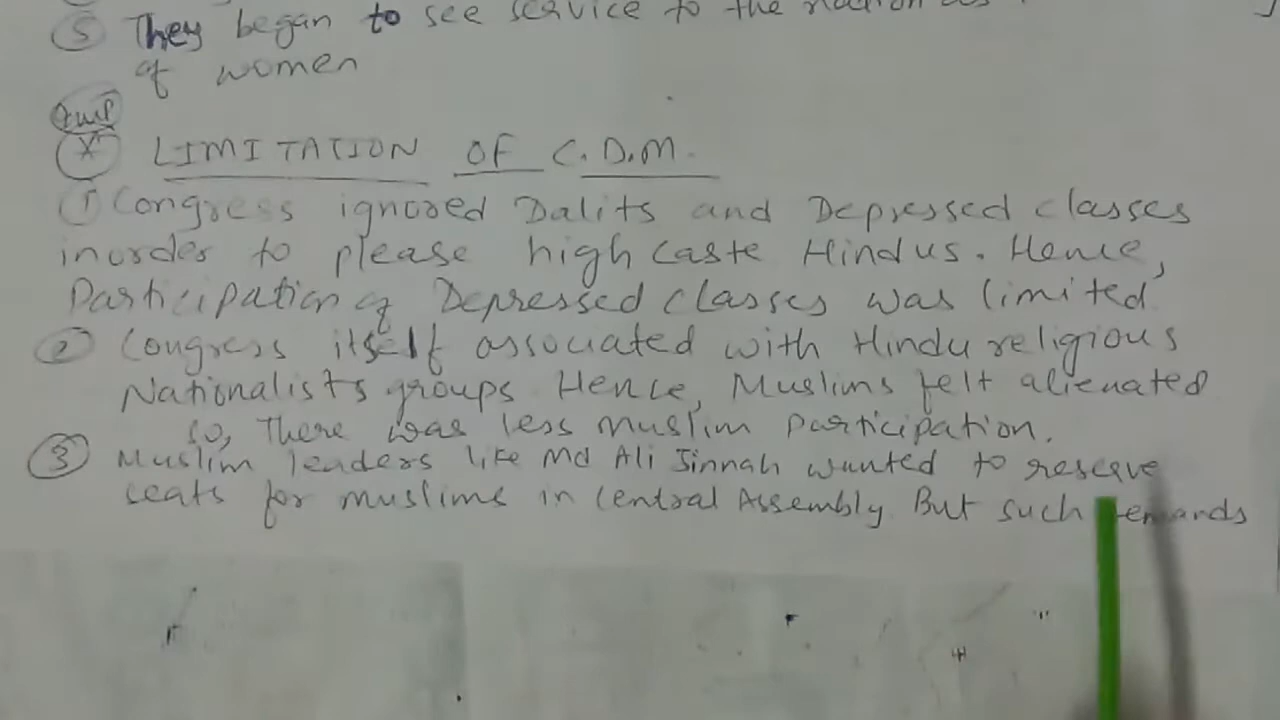 ⑤ They began to see service to the nation as
of women
Imp
* LIMITATION OF C.D.M.
① Congress ignored Dalits and Depressed classes
inorder to please high caste Hindus. Hence,
Participation of Depressed classes was limited
② Congress itself associated with Hindu religious
Nationalists groups. Hence, Muslims felt alienated
so, There was less muslim participation.
③ Muslim leaders like Md Ali Jinnah wanted to reserve
seats for muslims in Central Assembly. But such demands